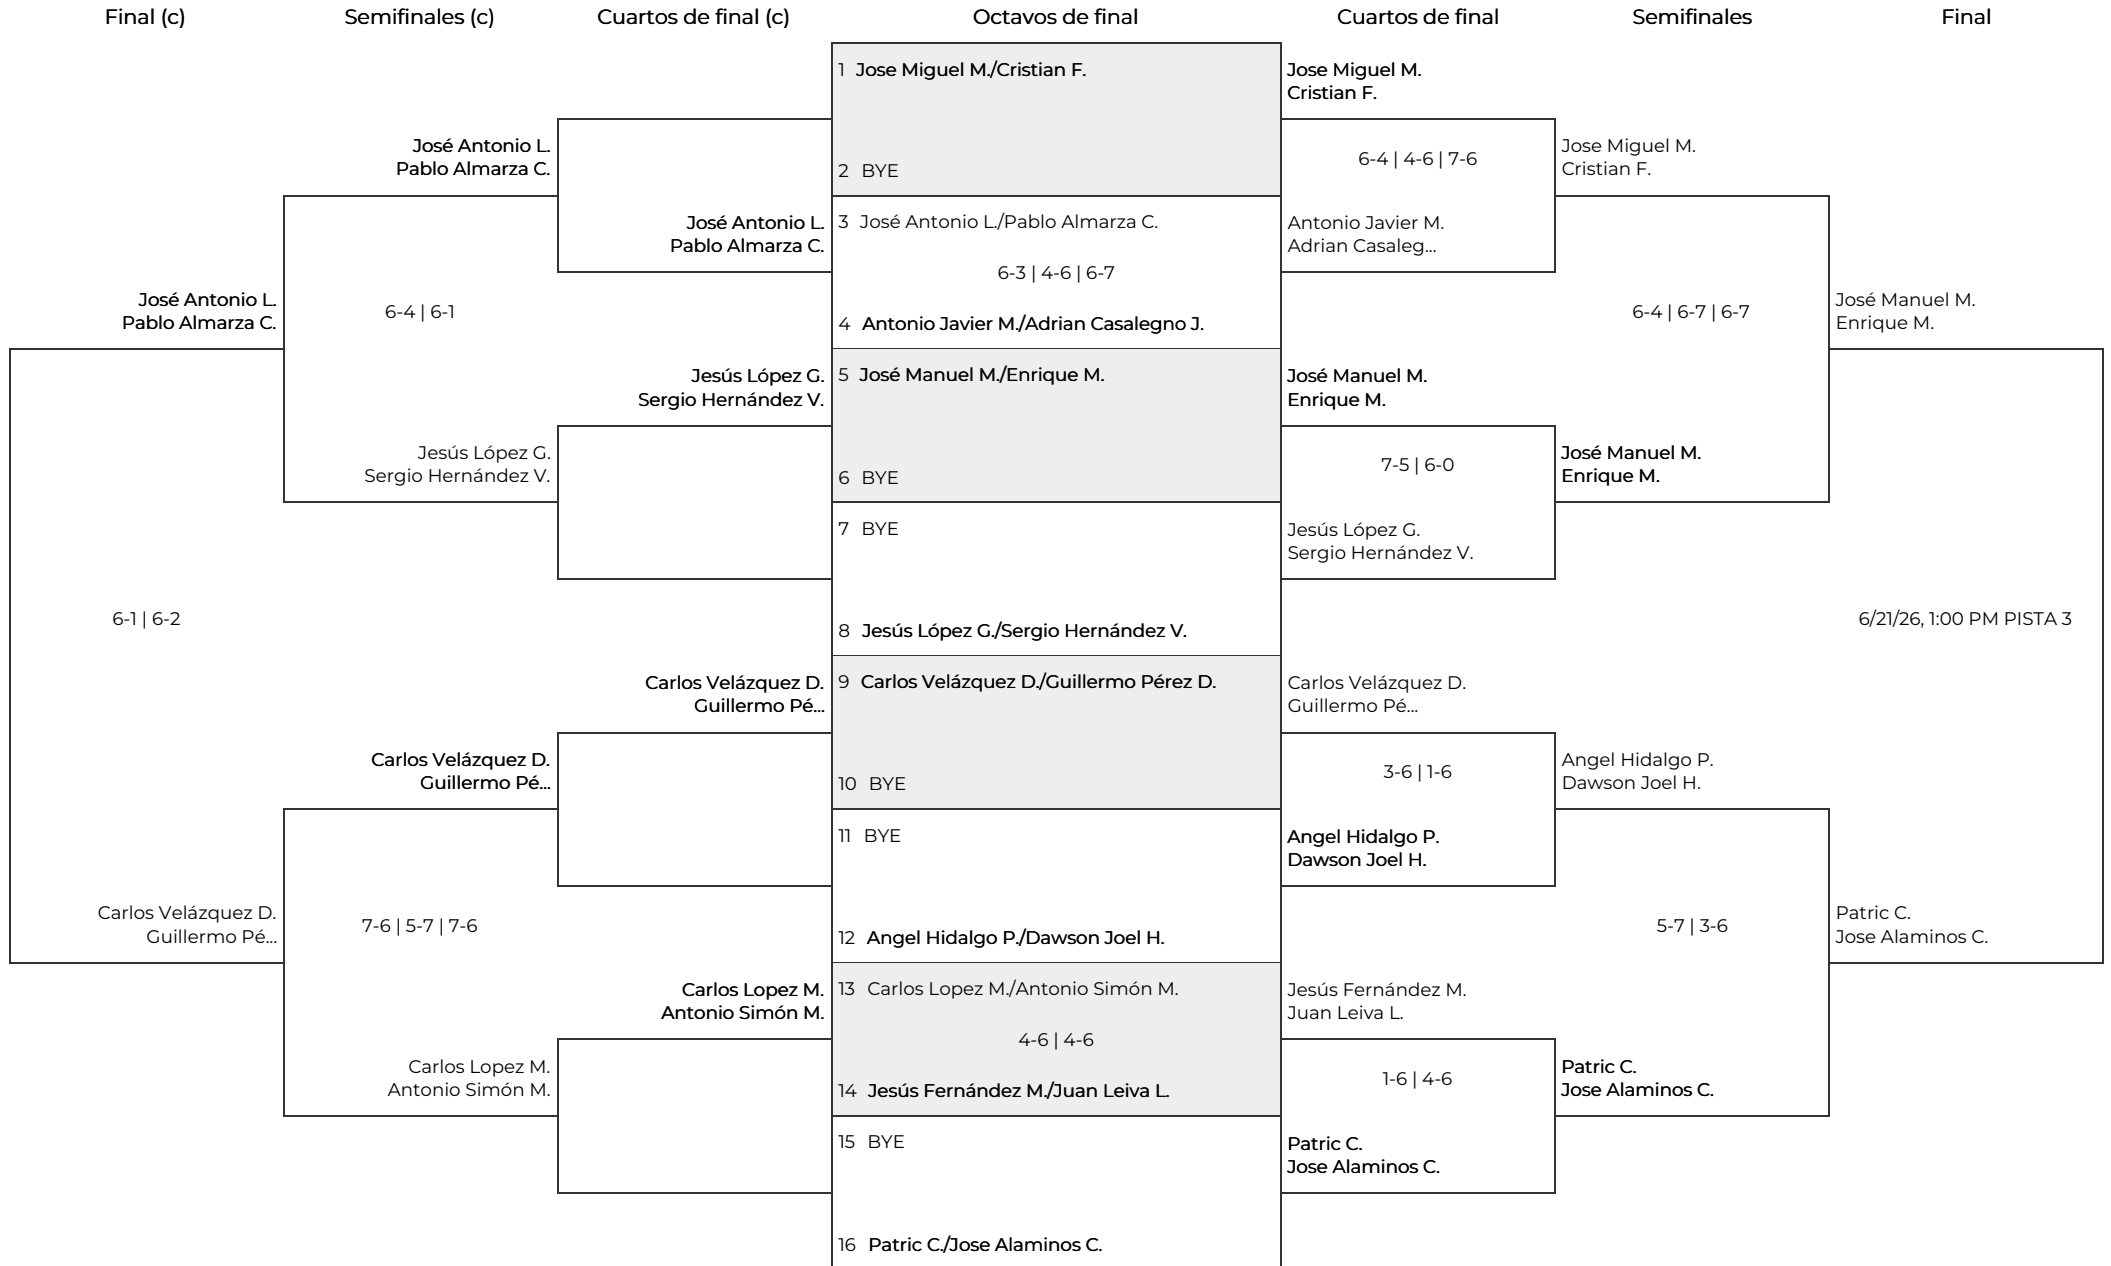 Final (c)
Semifinales (c)
Cuartos de final (c)
Octavos de final
Cuartos de final
Semifinales
Final
José Antonio L.
Pablo Almarza C.
6-1 | 6-2
Carlos Velázquez D.
Guillermo Pé...
José Antonio L.
Pablo Almarza C.
6-4 | 6-1
Jesús López G.
Sergio Hernández V.
Carlos Velázquez D.
Guillermo Pé...
7-6 | 5-7 | 7-6
Carlos Lopez M.
Antonio Simón M.
José Antonio L.
Pablo Almarza C.
Jesús López G.
Sergio Hernández V.
Carlos Velázquez D.
Guillermo Pé...
Carlos Lopez M.
Antonio Simón M.
1 Jose Miguel M./Cristian F.
2 BYE
3 José Antonio L./Pablo Almarza C.
6-3 | 4-6 | 6-7
4 Antonio Javier M./Adrian Casalegno J.
5 José Manuel M./Enrique M.
6 BYE
7 BYE
8 Jesús López G./Sergio Hernández V.
9 Carlos Velázquez D./Guillermo Pérez D.
10 BYE
11 BYE
12 Angel Hidalgo P./Dawson Joel H.
13 Carlos Lopez M./Antonio Simón M.
4-6 | 4-6
14 Jesús Fernández M./Juan Leiva L.
15 BYE
16 Patric C./Jose Alaminos C.
Jose Miguel M.
Cristian F.
6-4 | 4-6 | 7-6
Antonio Javier M.
Adrian Casaleg...
José Manuel M.
Enrique M.
7-5 | 6-0
Jesús López G.
Sergio Hernández V.
Carlos Velázquez D.
Guillermo Pé...
3-6 | 1-6
Angel Hidalgo P.
Dawson Joel H.
Jesús Fernández M.
Juan Leiva L.
1-6 | 4-6
Patric C.
Jose Alaminos C.
Jose Miguel M.
Cristian F.
6-4 | 6-7 | 6-7
José Manuel M.
Enrique M.
Angel Hidalgo P.
Dawson Joel H.
5-7 | 3-6
Patric C.
Jose Alaminos C.
José Manuel M.
Enrique M.
6/21/26, 1:00 PM PISTA 3
Patric C.
Jose Alaminos C.